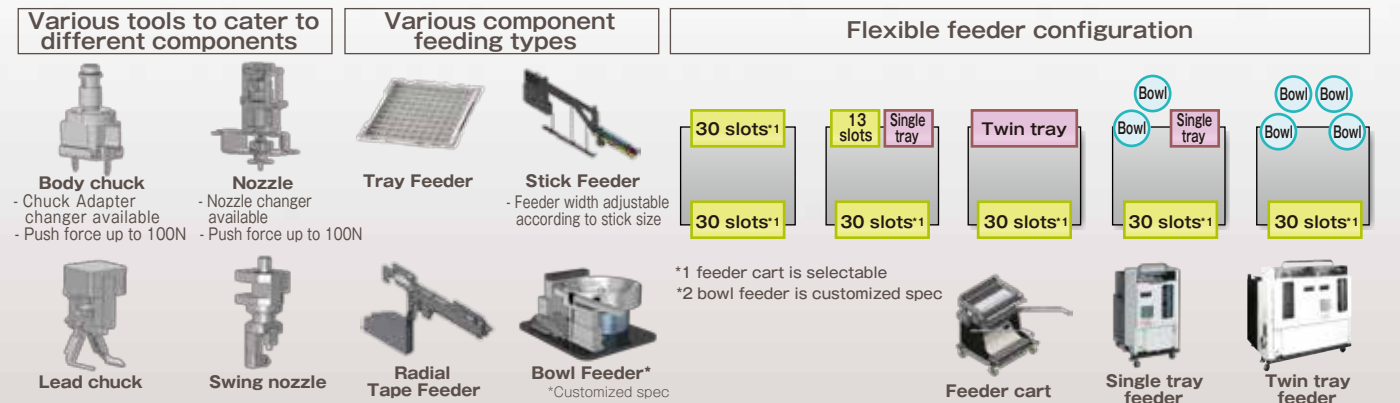 Various tools to cater to
different components
Body chuck
- Chuck Adapter
changer available
- Push force up to 100N
Nozzle
- Nozzle changer
available
- Push force up to 100N
Lead chuck
Swing nozzle
Various component
feeding types
Tray Feeder
Stick Feeder
- Feeder width adjustable
according to stick size
Radial
Tape Feeder
Bowl Feeder*
*Customized spec
Flexible feeder configuration
30 slots*1
30 slots*1
13
slots
Single
tray
30 slots*1
Twin tray
30 slots*1
Bowl
Bowl
Single
tray
30 slots*1
Bowl
Bowl
Bowl
Bowl
30 slots*1
*1 feeder cart is selectable
*2 bowl feeder is customized spec
Feeder cart
Single tray
feeder
Twin tray
feeder